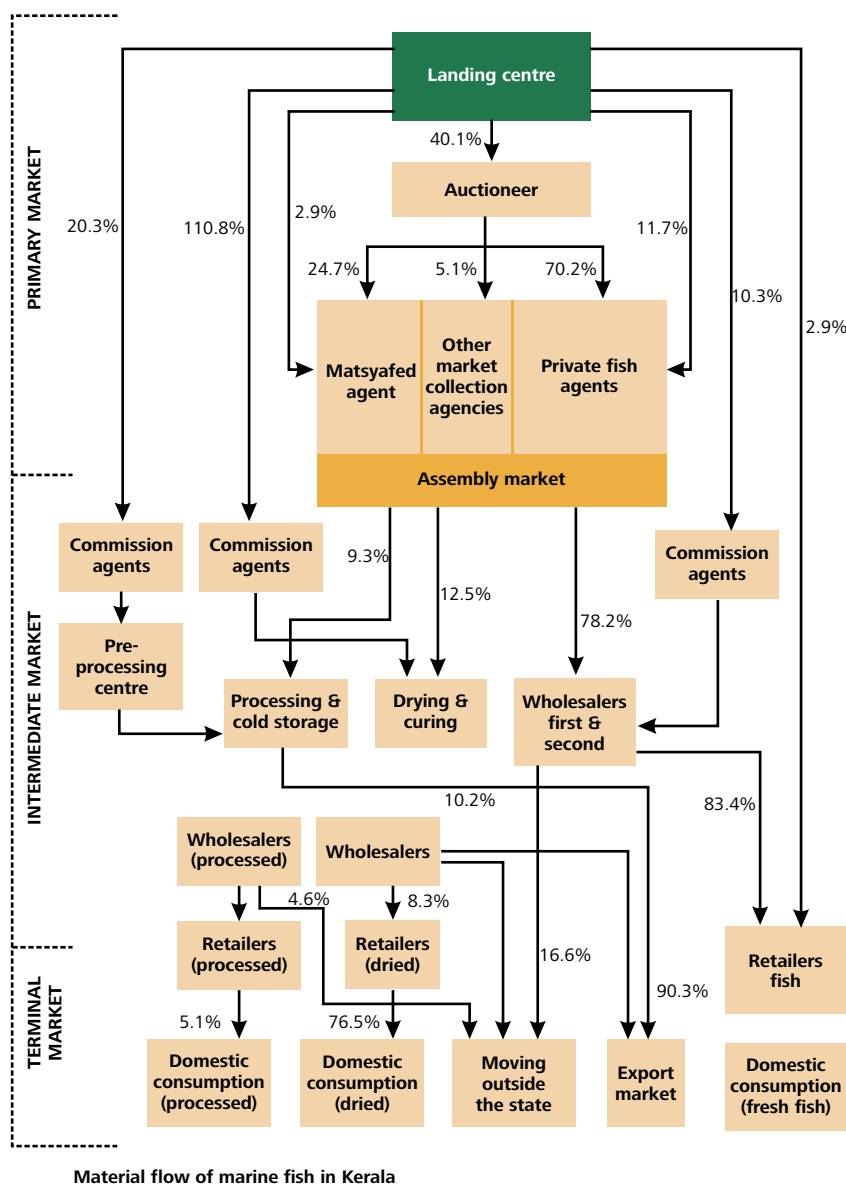 PRIMARY MARKET
INTERMEDIATE MARKET
TERMINAL
MARKET
Landing centre
40.1%
Auctioneer
20.3%
110.8%
2.9%
11.7%
10.3%
2.9%
24.7%
5.1%
70.2%
Matsyafed
agent
Other
market
collection
agencies
Private fish
agents
Assembly market
Commission
agents
Commission
agents
Commission
agents
9.3%
12.5%
78.2%
Pre-
processing
centre
Processing &
cold storage
Drying &
curing
Wholesalers
first &
second
10.2%
83.4%
Wholesalers
(processed)
Wholesalers
4.6%
8.3%
Retailers
(processed)
Retailers
(dried)
16.6%
90.3%
Retailers
fish
5.1%
76.5%
Domestic
consumption
(processed)
Domestic
consumption
(dried)
Moving
outside
the state
Export
market
Domestic
consumption
(fresh fish)
Material flow of marine fish in Kerala